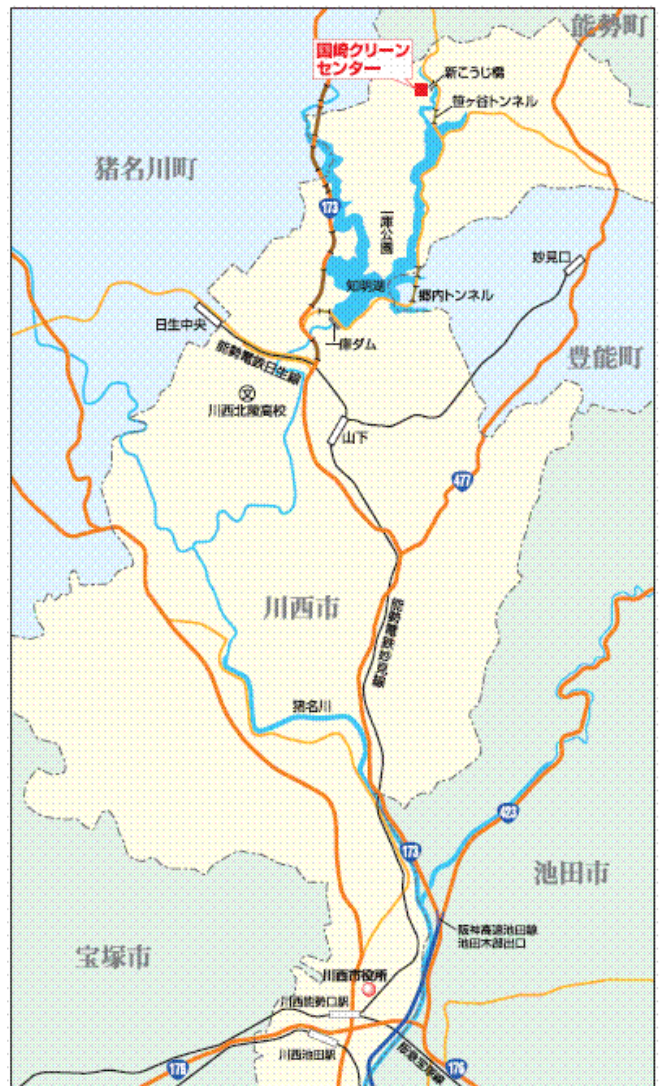 能勢町
国崎クリーン
センター
新こうじ橋
笹ヶ谷トンネル
猪名川町
173
一庫公園
妙見口
知明湖
郷内トンネル
日生中央
一庫ダム
豊能町
能勢電鉄日生線
川西北陵高校
山下
477
川西市
能勢電鉄妙見線
猪名川
423
173
池田市
阪神高速池田線
池田木部出口
宝塚市
川西市役所
川西能勢口駅
川西池田駅
阪急宝塚線
178
176